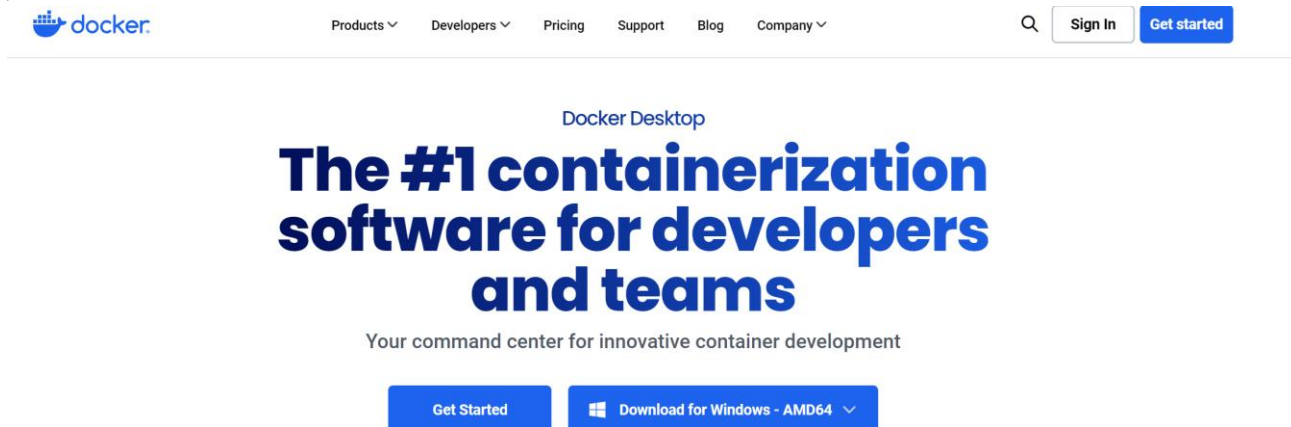 docker.
Products Developers Pricing Support Blog Company Sign In Get started
Docker Desktop
The #1 containerization
software for developers
and teams
Your command center for innovative container development
Get Started Download for Windows - AMD64